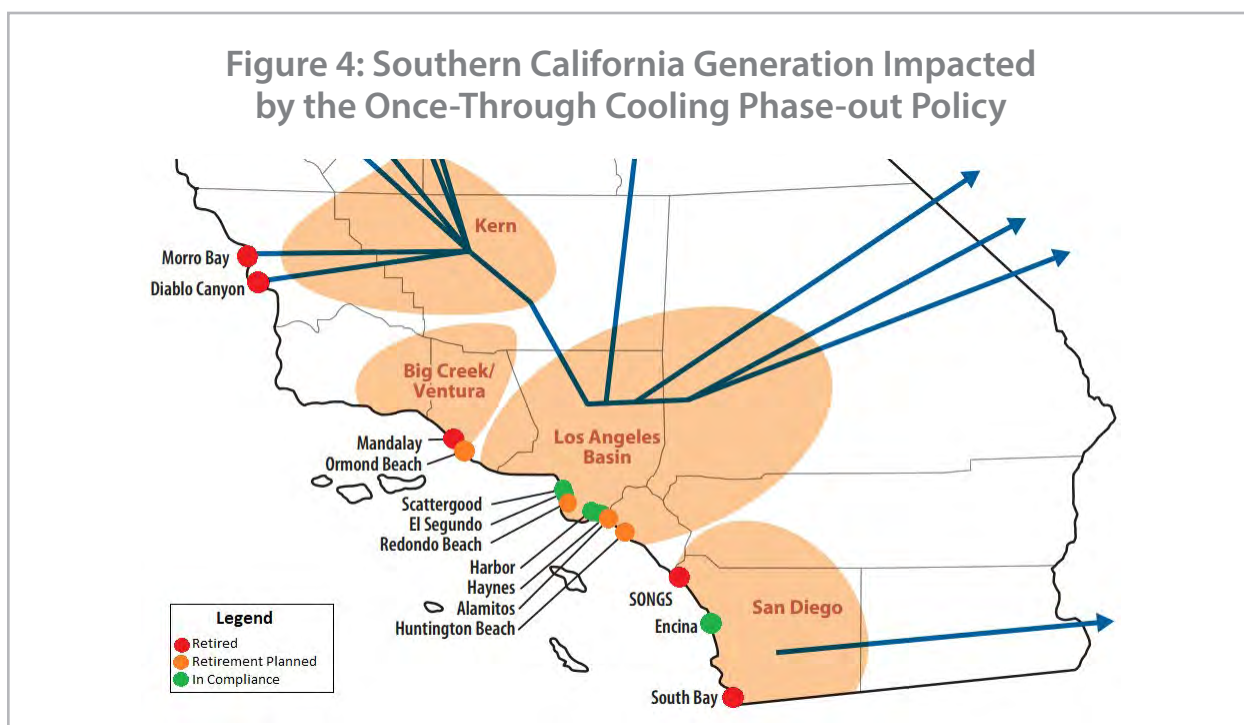 Figure 4: Southern California Generation Impacted
by the Once-Through Cooling Phase-out Policy
Kern
Morro Bay
Diablo Canyon
Big Creek/
Ventura
Mandalay
Ormond Beach
Los Angeles
Basin
Scattergood
El Segundo
Redondo Beach
Harbor
Haynes
Alamitos
Huntington Beach
SONGS
San Diego
Encina
South Bay
Legend
Retired
Retirement Planned
In Compliance